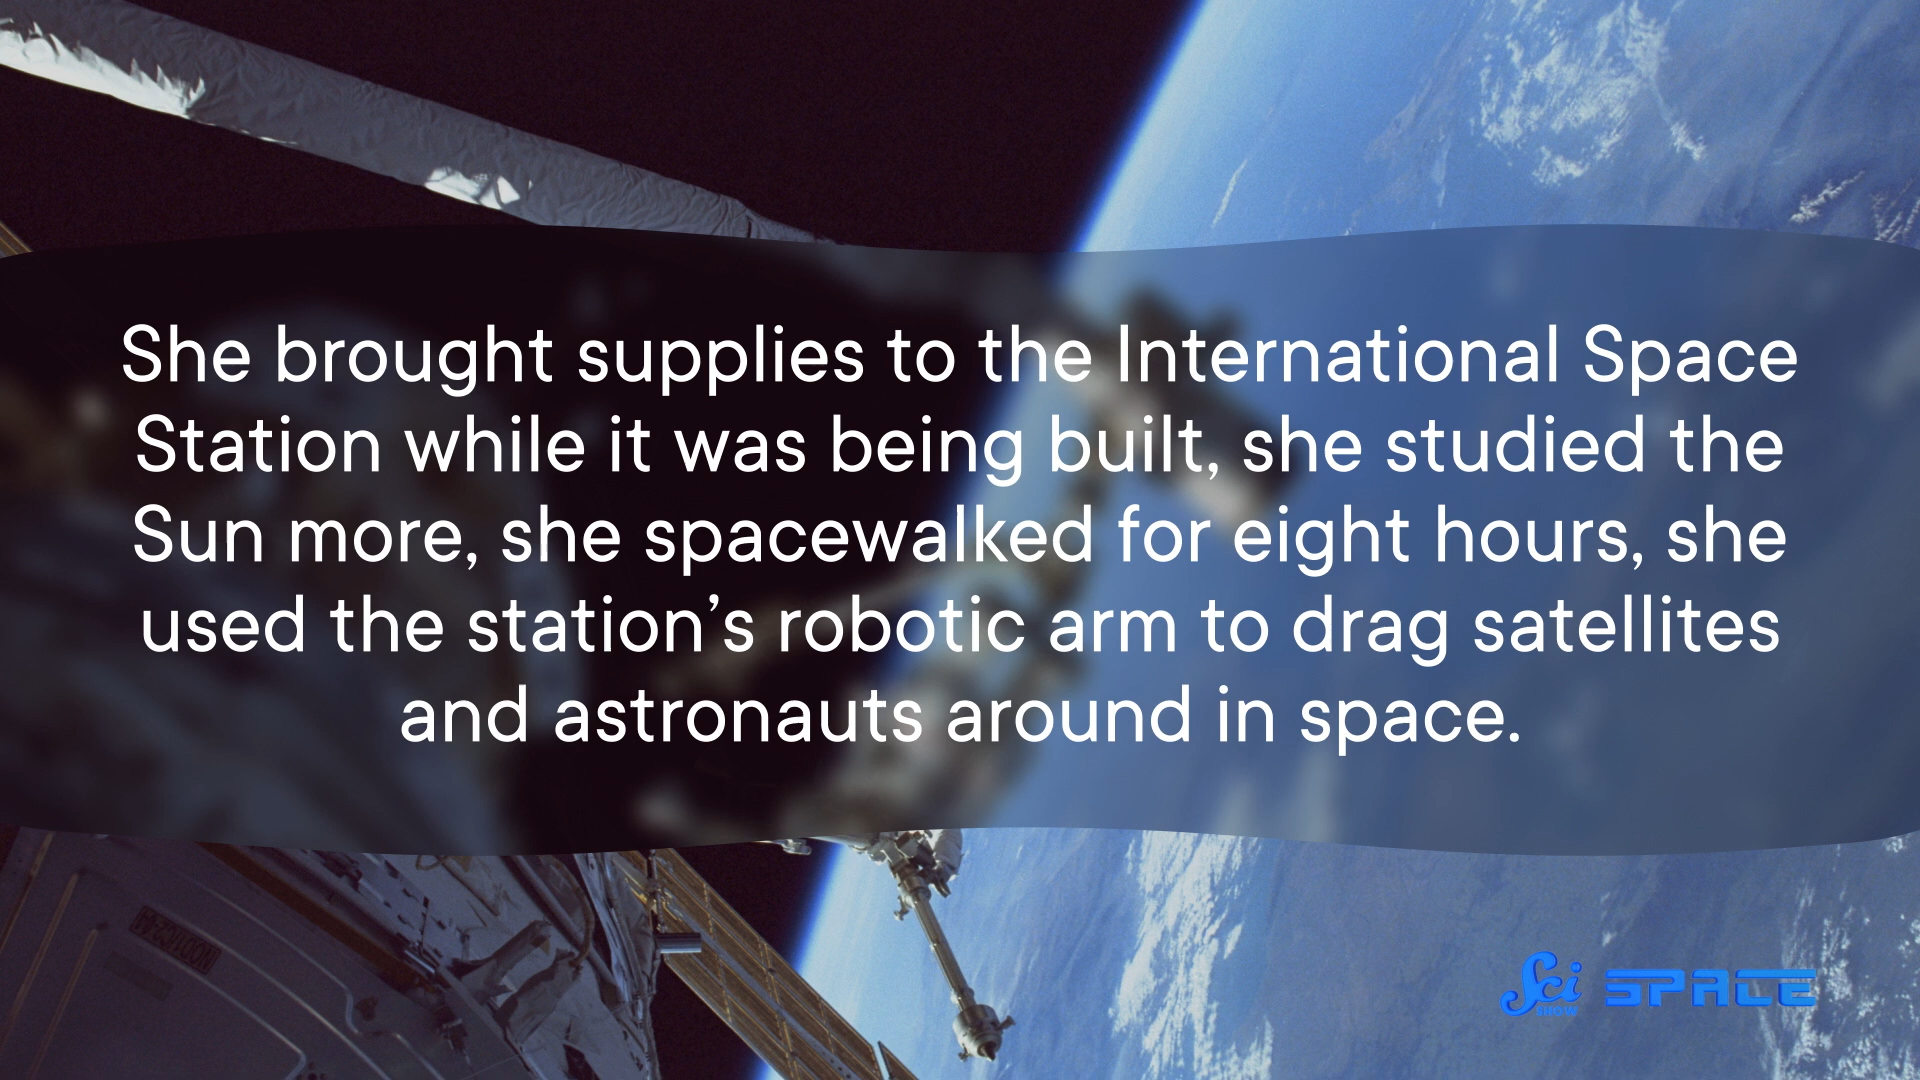 She brought supplies to the International Space
Station while it was being built, she studied the
Sun more, she spacewalked for eight hours, she
used the station’s robotic arm to drag satellites
and astronauts around in space.
Sci SPACE
SHOW